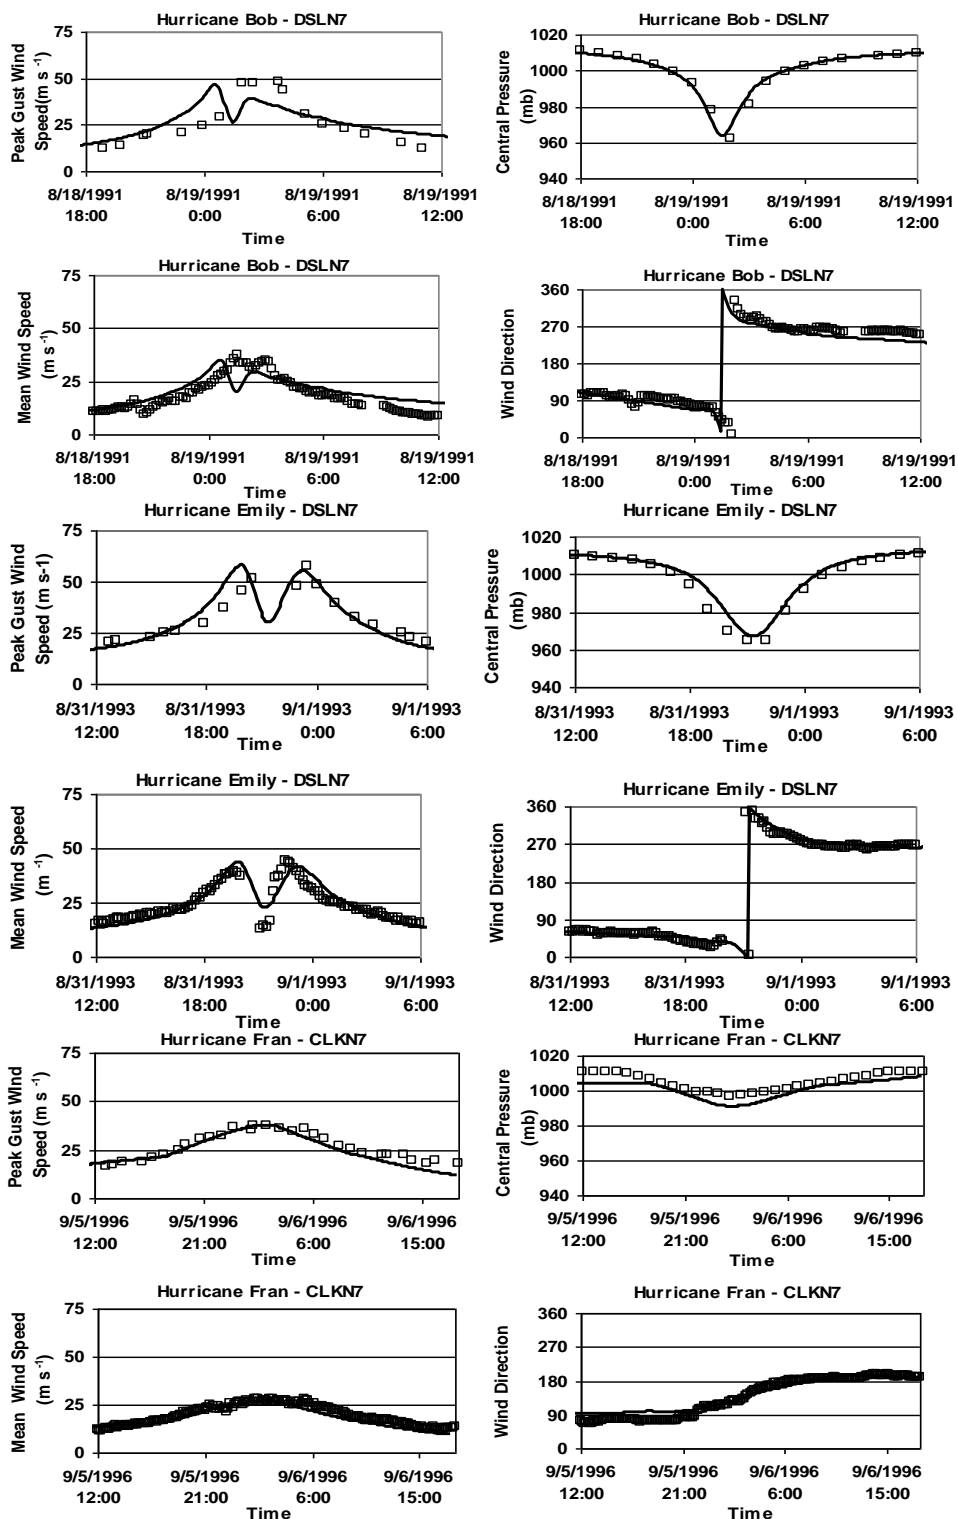 Hurricane Bob - DSLN7
Peak Gust Wind
Speed(m s⁻¹)
75
50
25
0
8/18/1991 8/19/1991 8/19/1991 8/19/1991
18:00 0:00 6:00 12:00
Time
Hurricane Bob - DSLN7
Central Pressure
(mb)
1020
1000
980
960
940
8/18/1991 8/19/1991 8/19/1991 8/19/1991
18:00 0:00 6:00 12:00
Time
Hurricane Bob - DSLN7
Mean Wind Speed
(m s⁻¹)
75
50
25
0
8/18/1991 8/19/1991 8/19/1991 8/19/1991
18:00 0:00 6:00 12:00
Time
Hurricane Bob - DSLN7
Wind Direction
360
270
180
90
0
8/18/1991 8/19/1991 8/19/1991 8/19/1991
18:00 0:00 6:00 12:00
Time
Hurricane Emily - DSLN7
Peak Gust Wind
Speed (m s-1)
75
50
25
0
8/31/1993 8/31/1993 9/1/1993 9/1/1993
12:00 18:00 0:00 6:00
Time
Hurricane Emily - DSLN7
Central Pressure
(mb)
1020
1000
980
960
940
8/31/1993 8/31/1993 9/1/1993 9/1/1993
12:00 18:00 0:00 6:00
Time
Hurricane Emily - DSLN7
Mean Wind Speed
(m ⁻¹)
75
50
25
0
8/31/1993 8/31/1993 9/1/1993 9/1/1993
12:00 18:00 0:00 6:00
Time
Hurricane Emily - DSLN7
Wind Direction
360
270
180
90
0
8/31/1993 8/31/1993 9/1/1993 9/1/1993
12:00 18:00 0:00 6:00
Time
Hurricane Fran - CLKN7
Peak Gust WInd
Speed (m s⁻¹)
75
50
25
0
9/5/1996 9/5/1996 9/6/1996 9/6/1996
12:00 21:00 6:00 15:00
Time
Hurricane Fran - CLKN7
Central Pressure
(mb)
1020
1000
980
960
940
9/5/1996 9/5/1996 9/6/1996 9/6/1996
12:00 21:00 6:00 15:00
Time
Hurricane Fran - CLKN7
Mean Wind Speed
(m s⁻¹)
75
50
25
0
9/5/1996 9/5/1996 9/6/1996 9/6/1996
12:00 21:00 6:00 15:00
Time
Hurricane Fran - CLKN7
Wind Direction
360
270
180
90
0
9/5/1996 9/5/1996 9/6/1996 9/6/1996
12:00 21:00 6:00 15:00
Time